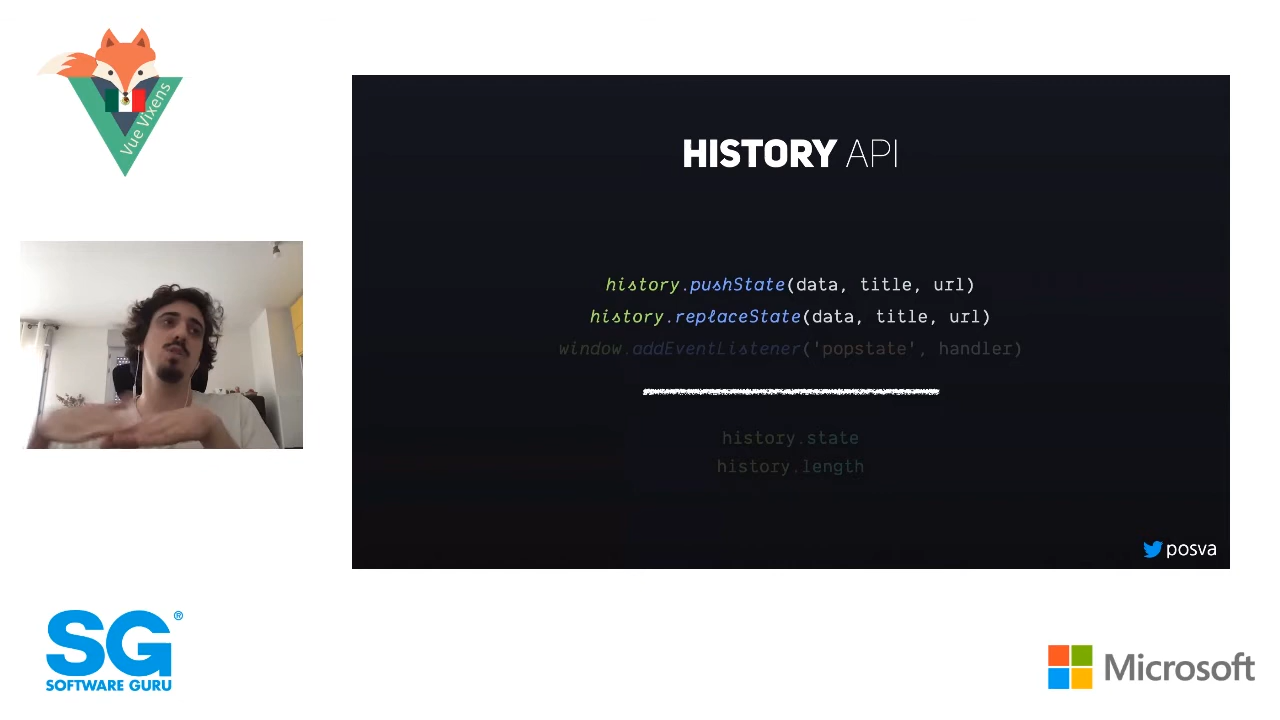 Vue Vixens
HISTORY API
history.pushState(data, title, url)
history.replaceState(data, title, url)
window.addEventListener('popstate', handler)
history.state
history.length
posva
SG®
SOFTWARE GURU
Microsoft